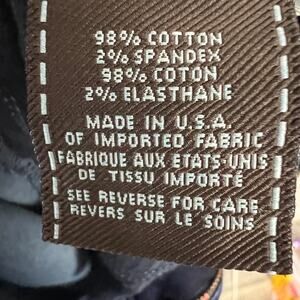 98% COTTON
2% SPANDEX
98% COTON
2% ELASTHANE
MADE IN U.S.A.
OF IMPORTED FABRIC
FABRIQUE AUX ÉTATS-UNIS
DE TISSU IMPORTÉ
SEE REVERSE FOR CARE
REVERS SUR LE SOINS